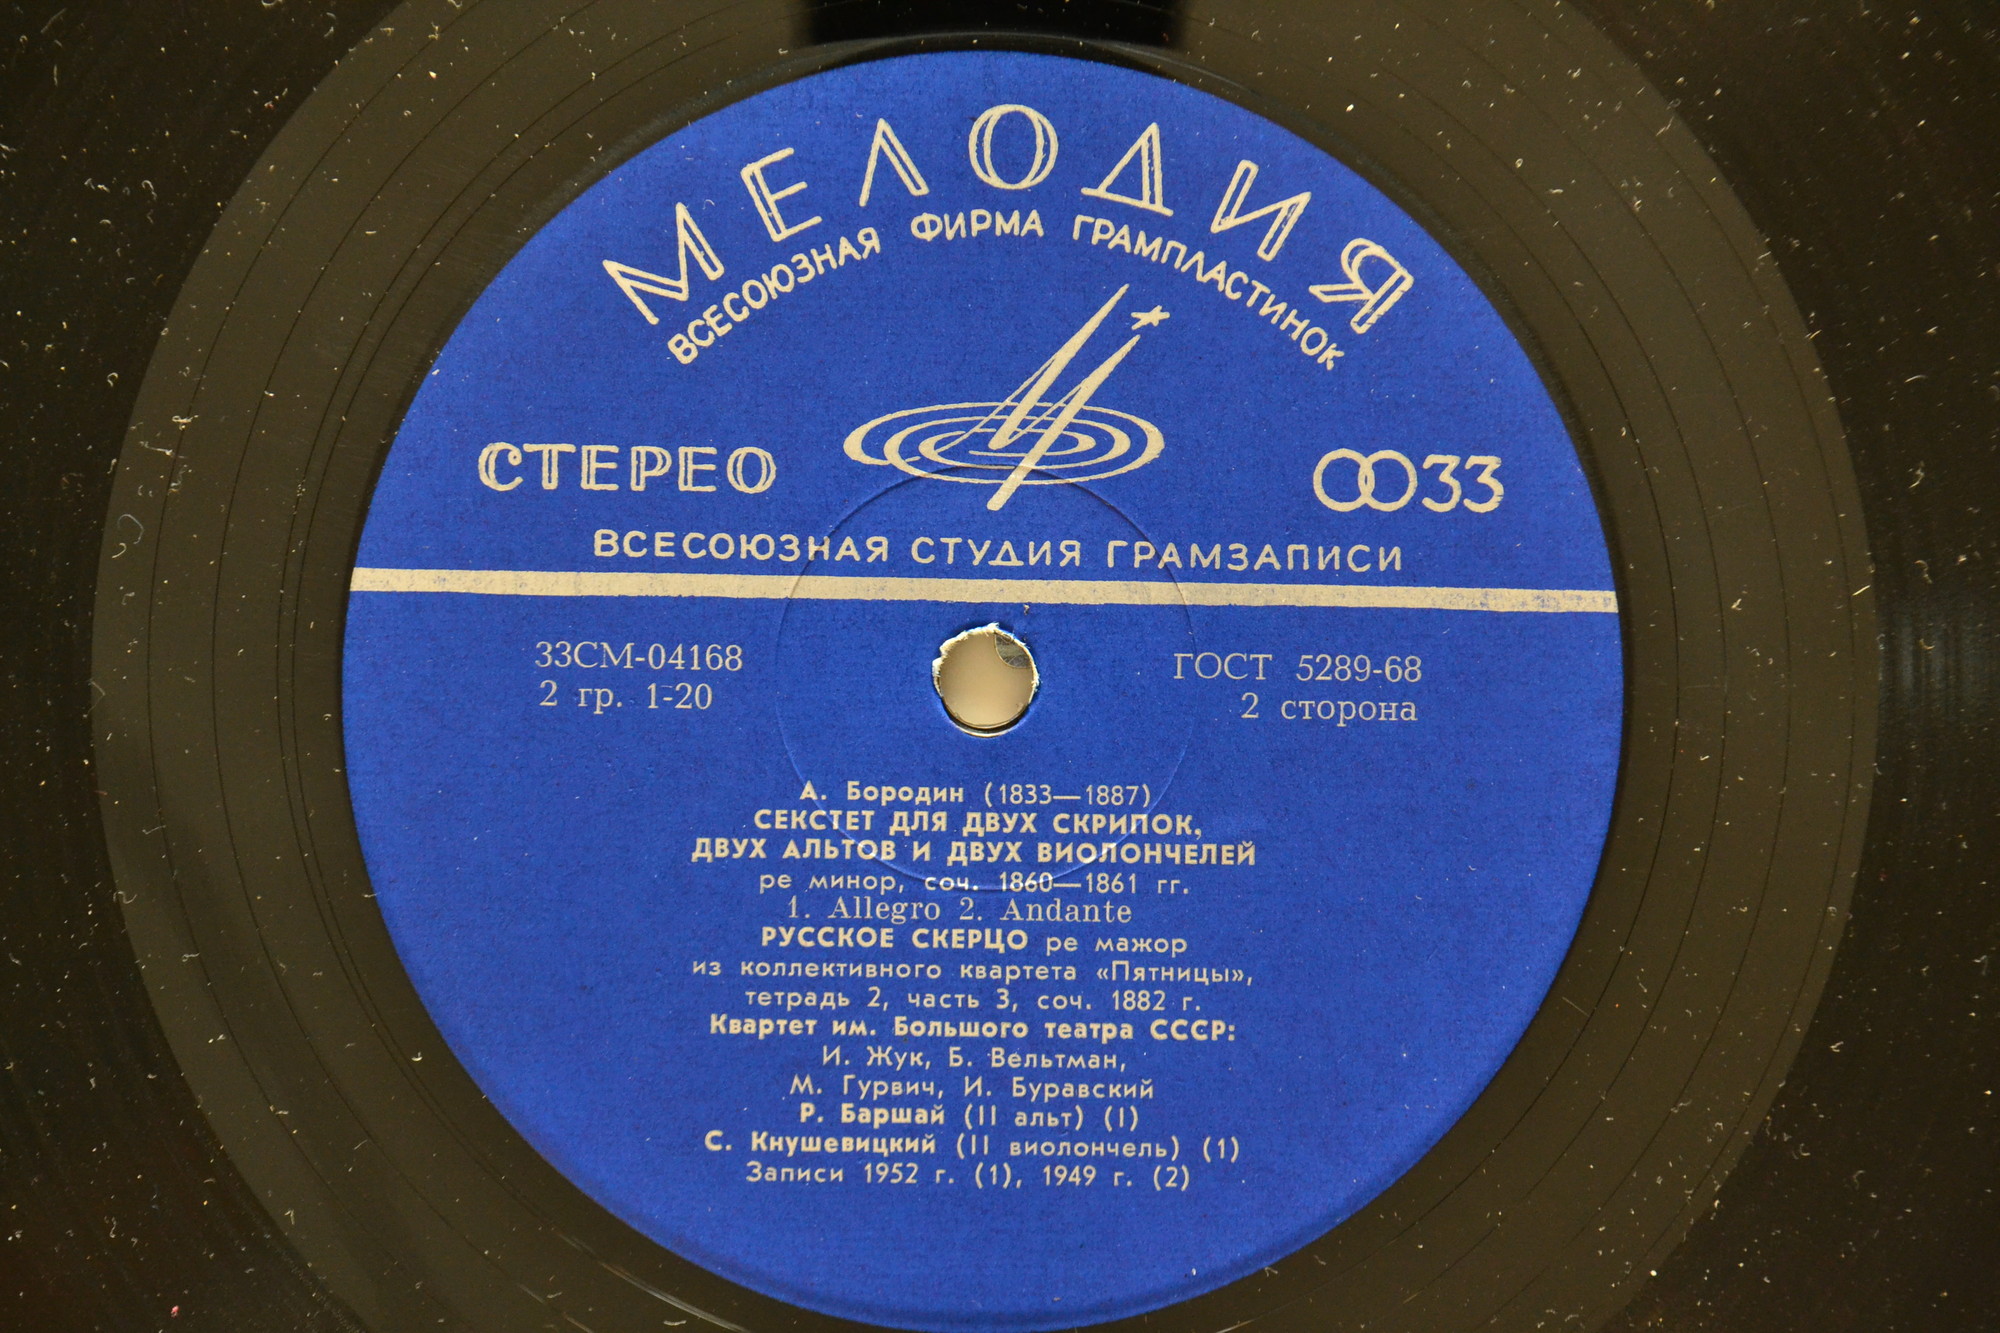 МЕЛОДИЯ
ВСЕСОЮЗНАЯ ФИРМА ГРАМПЛАСТИНОК
СТЕРЕО
33
ВСЕСОЮЗНАЯ СТУДИЯ ГРАМЗАПИСИ
33СМ-04168
ГОСТ 5289-68
2 гр. 1-20
2 сторона
А. Бородин (1833—1887)
СЕКСТЕТ ДЛЯ ДВУХ СКРИПОК,
ДВУХ АЛЬТОВ И ДВУХ ВИОЛОНЧЕЛЕЙ
ре минор, соч. 1860—1861 гг.
1. Allegro 2. Andante
РУССКОЕ СКЕРЦО ре мажор
из коллективного квартета «Пятницы»,
тетрадь 2, часть 3, соч. 1882 г.
Квартет им. Большого театра СССР:
И. Жук, Б. Вельтман,
М. Гурвич, И. Буравский
Р. Баршай (II альт) (I)
С. Кнушевицкий (II виолончель) (1)
Записи 1952 г. (1), 1949 г. (2)